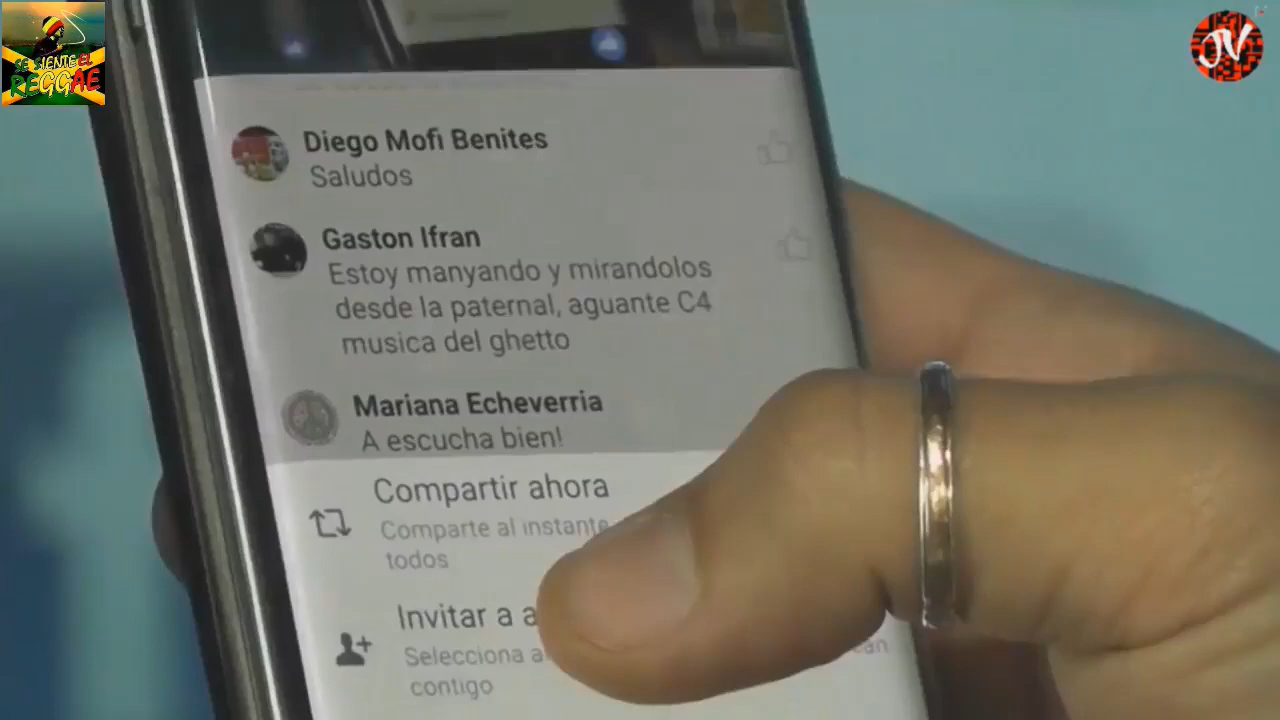 SE SIENTE EL
REGGAE
JV
Diego Mofi Benites
Saludos
Gaston Ifran
Estoy manyando y mirandolos
desde la paternal, aguante C4
musica del ghetto
Mariana Echeverria
A escucha bien!
Compartir ahora
Comparte al instante
todos
Invitar a
Selecciona
contigo